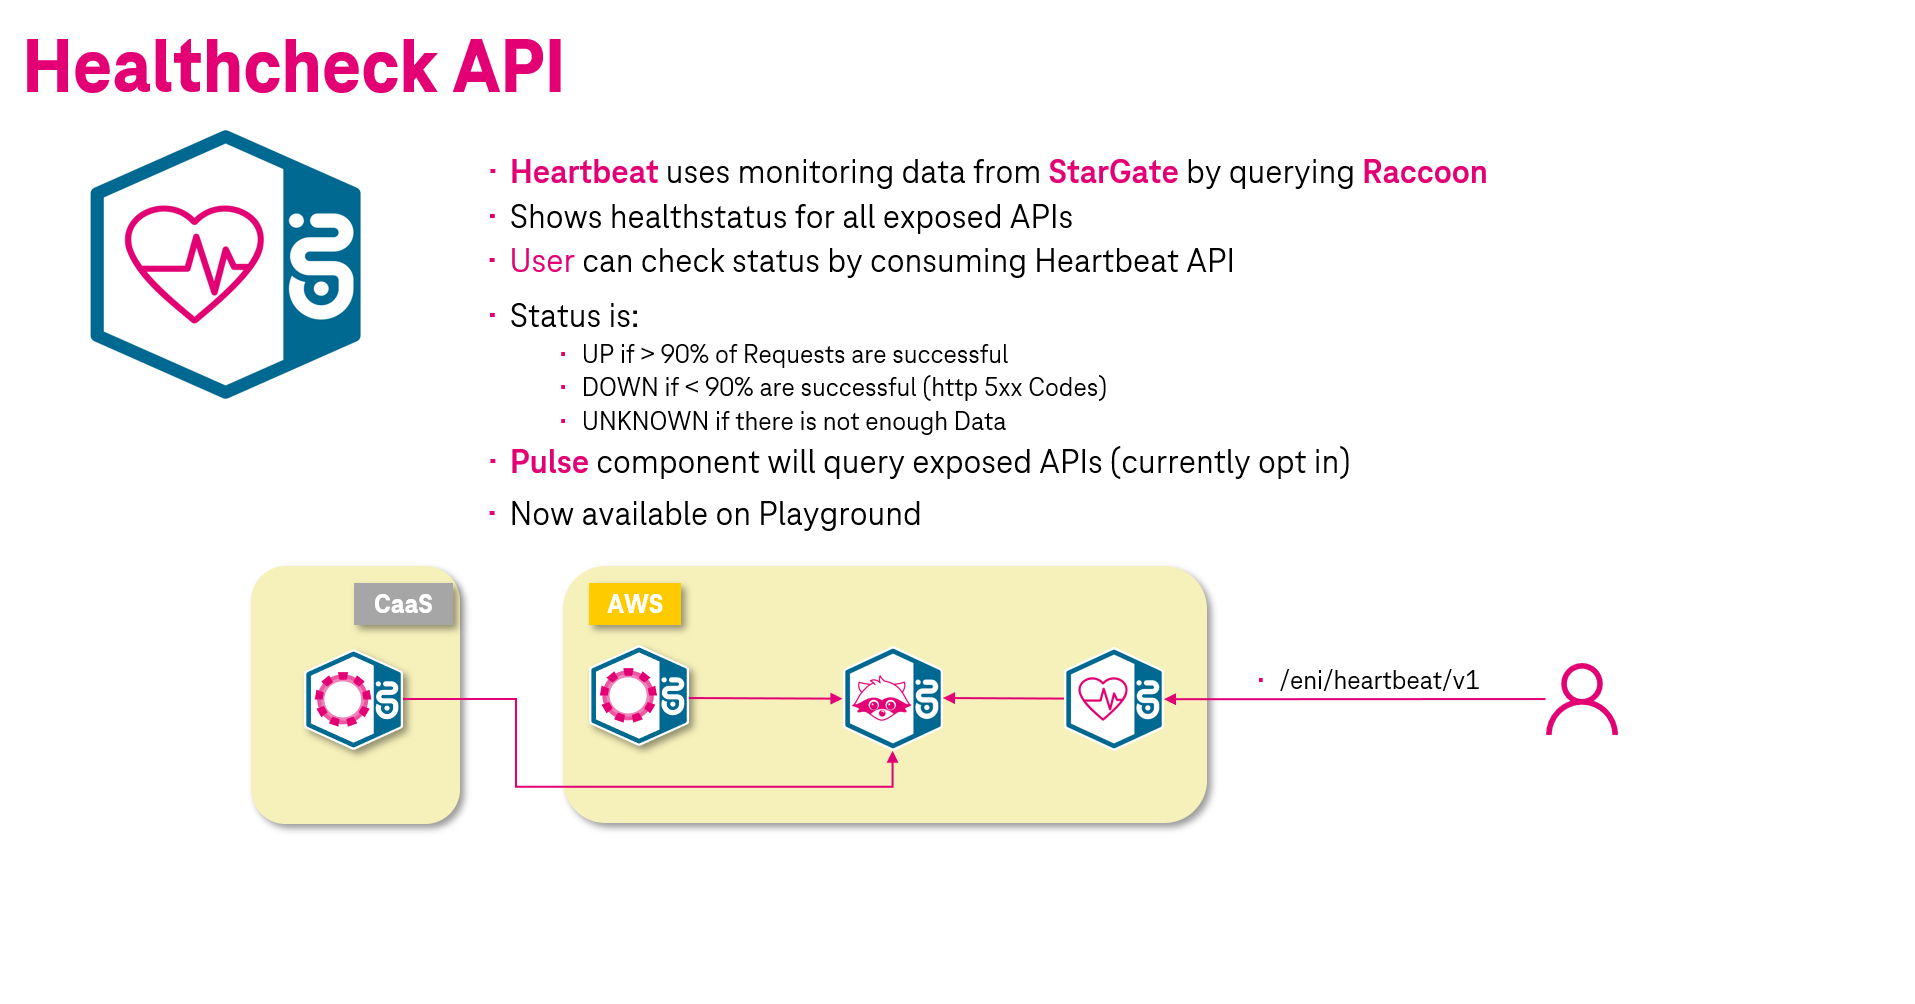 Healthcheck API
Heartbeat uses monitoring data from StarGate by querying Raccoon
Shows healthstatus for all exposed APIs
User can check status by consuming Heartbeat API
Status is:
UP if > 90% of Requests are successful
DOWN if < 90% are successful (http 5xx Codes)
UNKNOWN if there is not enough Data
Pulse component will query exposed APIs (currently opt in)
Now available on Playground
CaaS
AWS
/eni/heartbeat/v1